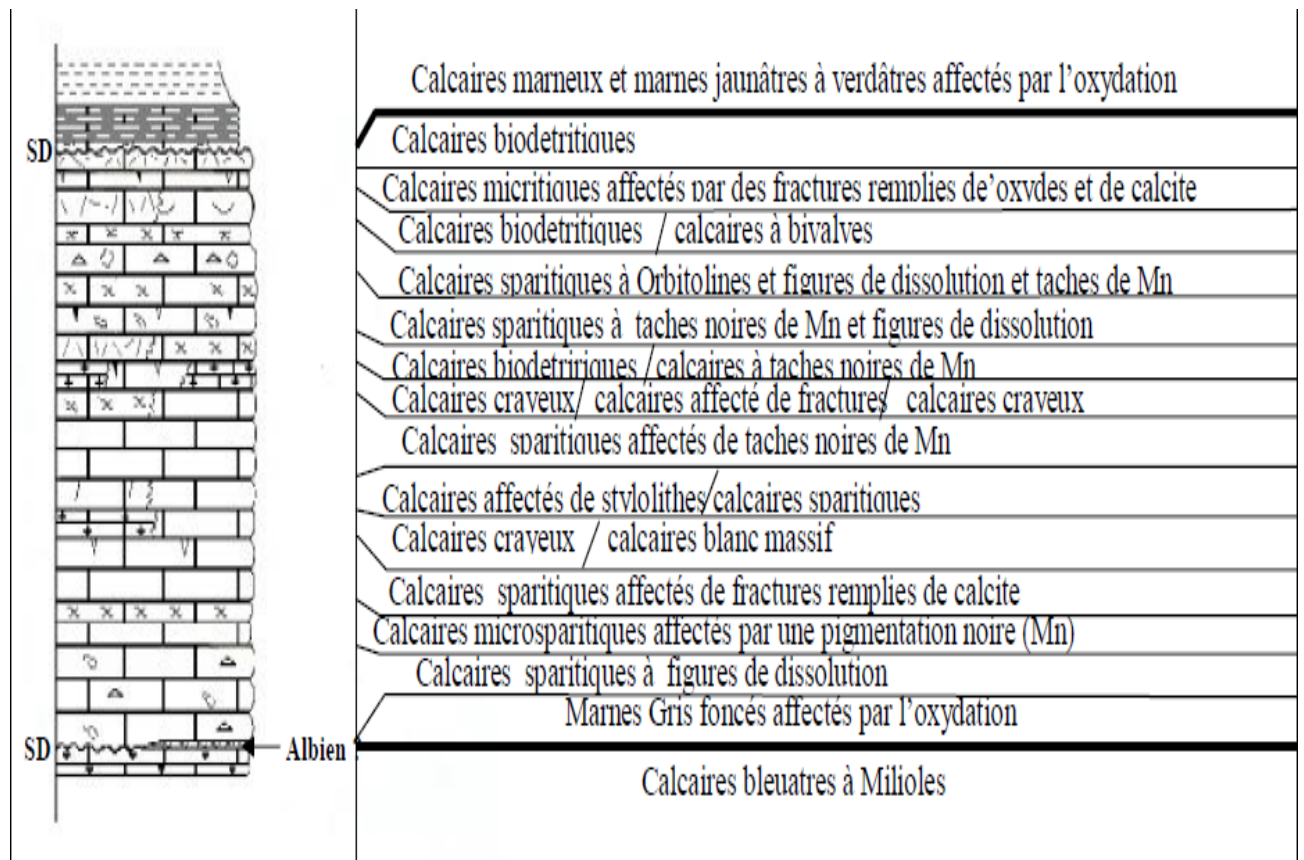 Calcaires marneux et marnes jaunâtres à verdâtres affectés par l'oxydation
SD
Calcaires biodetritiques
Calcaires micritiques affectés par des fractures remplies de'oxydes et de calcite
Calcaires biodetritiques / calcaires à bivalves
Calcaires sparitiques à Orbitolines et figures de dissolution et taches de Mn
Calcaires sparitiques à taches noires de Mn et figures de dissolution
Calcaires biodetririques / calcaires à taches noires de Mn
Calcaires craveux / calcaires affecté de fractures / calcaires craveux
Calcaires sparitiques affectés de taches noires de Mn
Calcaires affectés de stylolithes / calcaires sparitiques
Calcaires craveux / calcaires blanc massif
Calcaires sparitiques affectés de fractures remplies de calcite
Calcaires microsparitiques affectés par une pigmentation noire (Mn)
Calcaires sparitiques à figures de dissolution
Marnes Gris foncés affectés par l'oxydation
SD
Albien
Calcaires bleuatres à Milioles